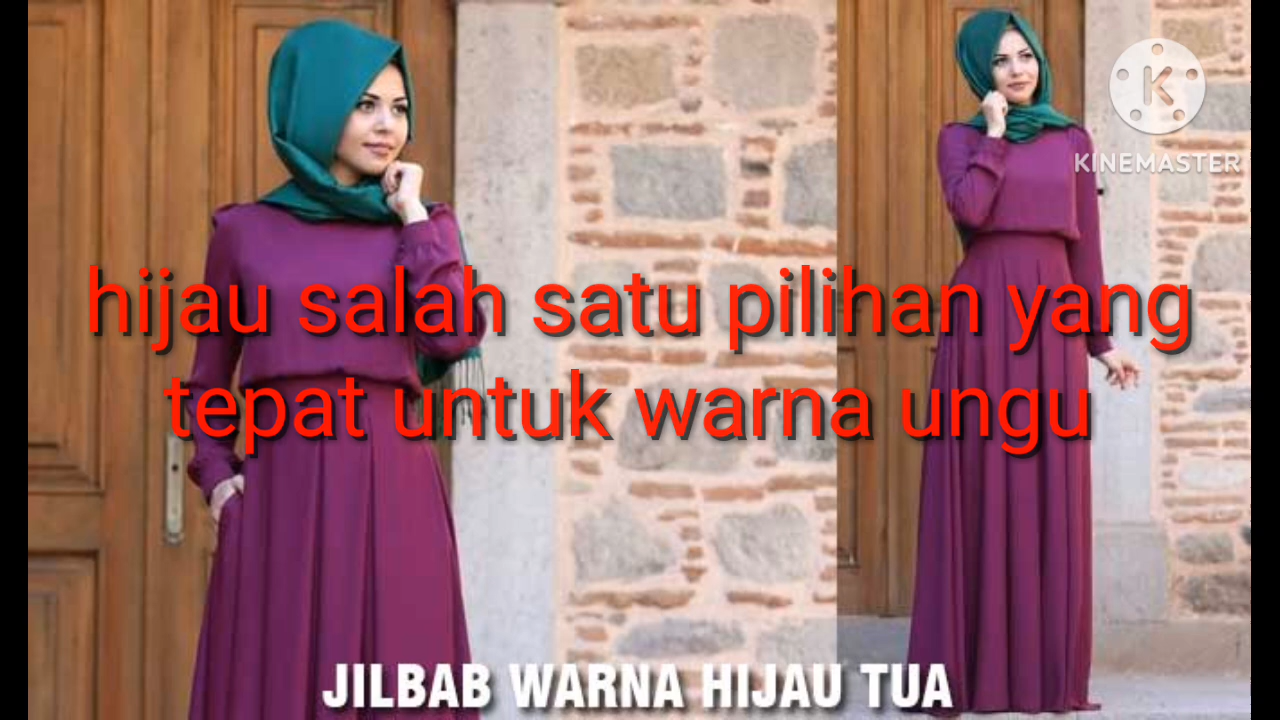 K
KINEMASTER
hijau salah satu pilihan yang
tepat untuk warna ungu
JILBAB WARNA HIJAU TUA